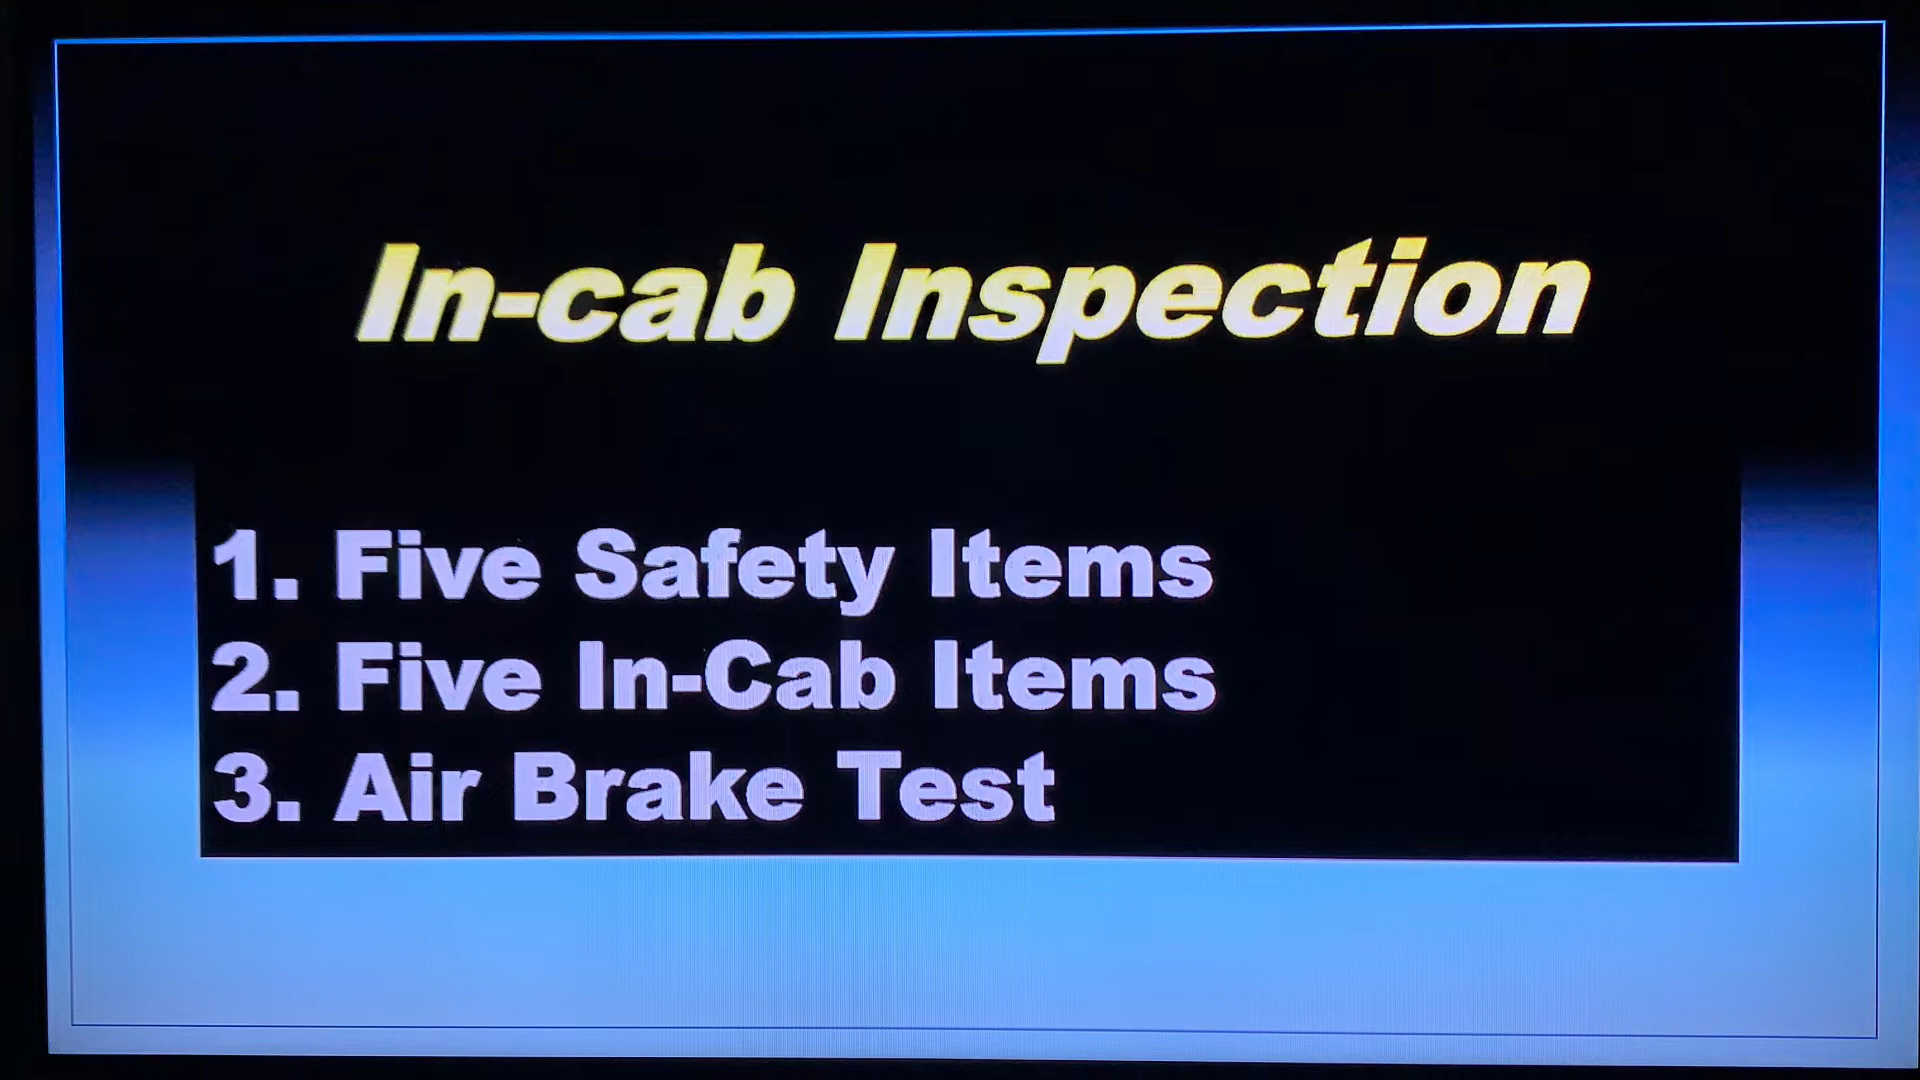 In-cab Inspection
1. Five Safety Items
2. Five In-Cab Items
3. Air Brake Test